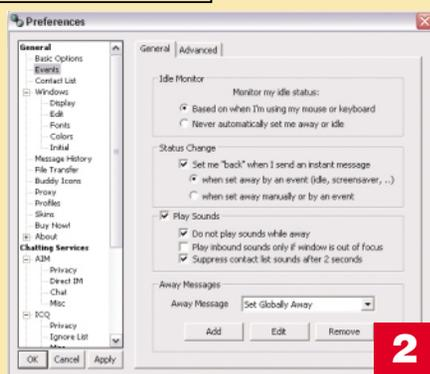 Preferences
General
Basic Options
Events
Contact List
Windows
Display
Edit
Fonts
Colors
Initial
Message History
File Transfer
Buddy Icons
Proxy
Profiles
Skins
Buy Now!
About
Chatting Services
AIM
Privacy
Direct IM
Chat
Misc
ICQ
Privacy
Ignore List
OK Cancel Apply
General Advanced
Idle Monitor
Monitor my idle status:
Based on when I'm using my mouse or keyboard
Never automatically set me away or idle
Status Change
Set me "back" when I send an instant message
when set away by an event (idle, screensaver, ..)
when set away manually or by an event
Play Sounds
Do not play sounds while away
Play inbound sounds only if window is out of focus
Suppress contact list sounds after 2 seconds
Away Messages
Away Message Set Globally Away
Add Edit Remove
2